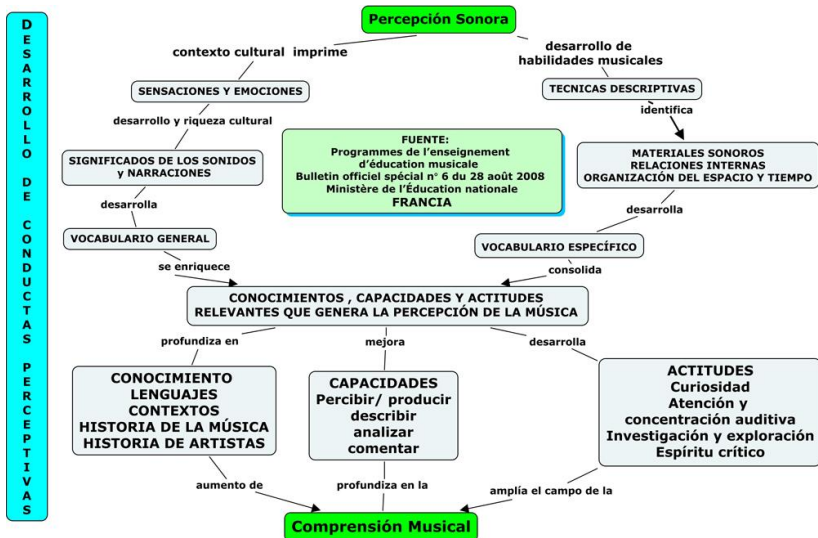 DESARROLLO DE CONDUCTAS PERCEPTIVAS
Percepción Sonora
contexto cultural imprime
desarrollo de
habilidades musicales
SENSACIONES Y EMOCIONES
TECNICAS DESCRIPTIVAS
desarrollo y riqueza cultural
identifica
FUENTE:
Programmes de l'enseignement
d'éducation musicale
Bulletin officiel spécial n° 6 du 28 août 2008
Ministère de l'Éducation nationale
FRANCIA
SIGNIFICADOS DE LOS SONIDOS
y NARRACIONES
MATERIALES SONOROS
RELACIONES INTERNAS
ORGANIZACIÓN DEL ESPACIO Y TIEMPO
desarrolla
desarrolla
VOCABULARIO GENERAL
VOCABULARIO ESPECÍFICO
se enriquece
consolida
CONOCIMIENTOS , CAPACIDADES Y ACTITUDES
RELEVANTES QUE GENERA LA PERCEPCIÓN DE LA MÚSICA
profundiza en
mejora
desarrolla
CONOCIMIENTO
LENGUAJES
CONTEXTOS
HISTORIA DE LA MÚSICA
HISTORIA DE ARTISTAS
CAPACIDADES
Percibir/ producir
describir
analizar
comentar
ACTITUDES
Curiosidad
Atención y
concentración auditiva
Investigación y exploración
Espíritu crítico
aumento de
profundiza en la
amplía el campo de la
Comprensión Musical